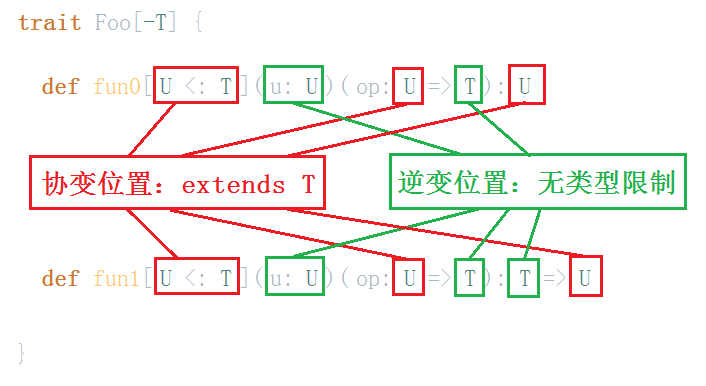 trait Foo[-T] {
def fun0[U <: T](u: U)(op:U=>T):U
协变位置：extends T
逆变位置：无类型限制
def fun1[U <: T](u: U)(op:U=>T):T=>U
}